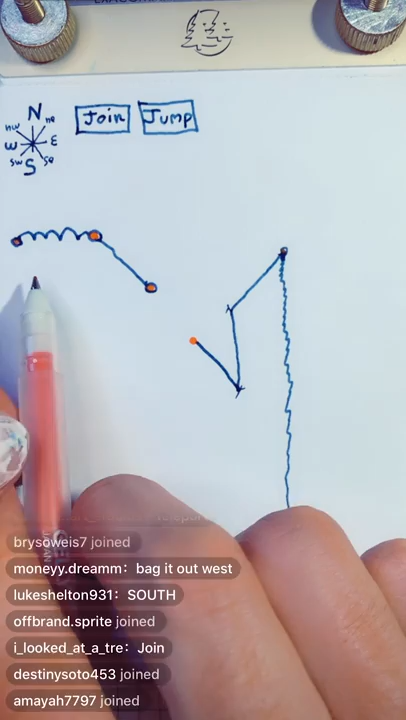 N
nw ne
W E
sw se
S
Join Jump
brysoweis7 joined
moneyy.dreamm: bag it out west
lukeshelton931: SOUTH
offbrand.sprite joined
i_looked_at_a_tre: Join
destinysoto453 joined
amayah7797 joined